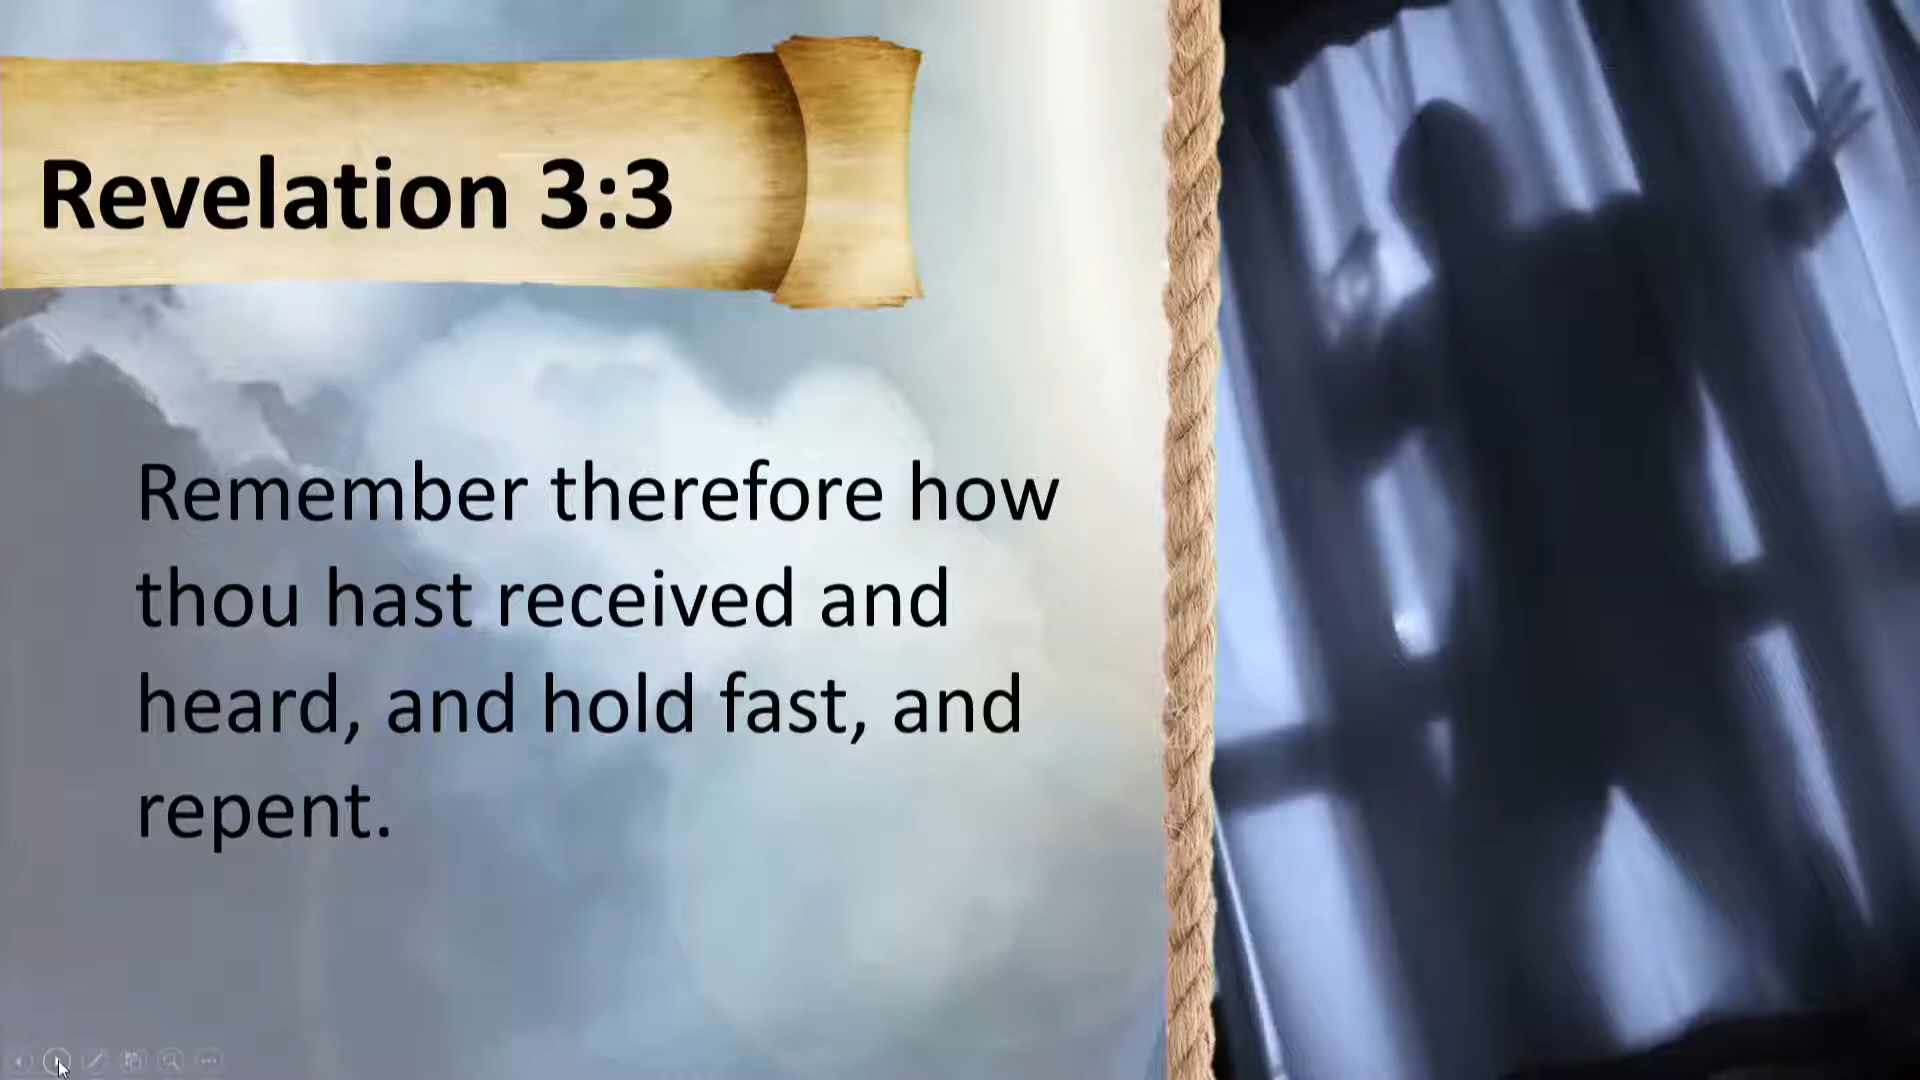 Revelation 3:3
Remember therefore how
thou hast received and
heard, and hold fast, and
repent.